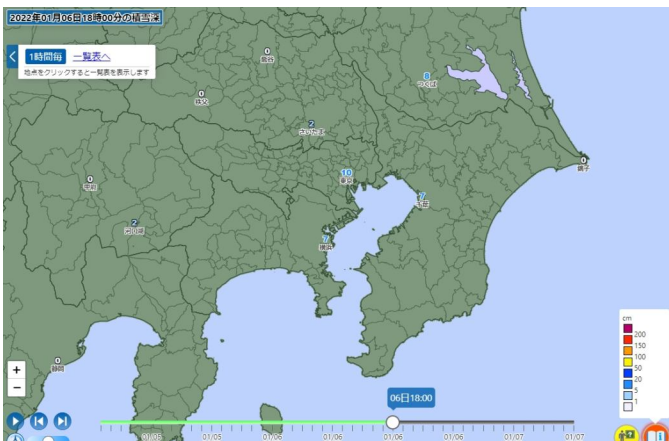 2022年01月06日18時00分の積雪深
1時間毎 一覧表へ
地点をクリックすると一覧表を表示します
0
熊谷
8
つくば
0
秩父
2
さいたま
10
東京
0
銚子
0
甲府
7
千葉
2
河口湖
7
横浜
0
静岡
cm
200
150
100
50
20
5
1
+
−
06日18:00
01/05 01/05 01/06 01/06 01/06 01/06 01/07 01/07